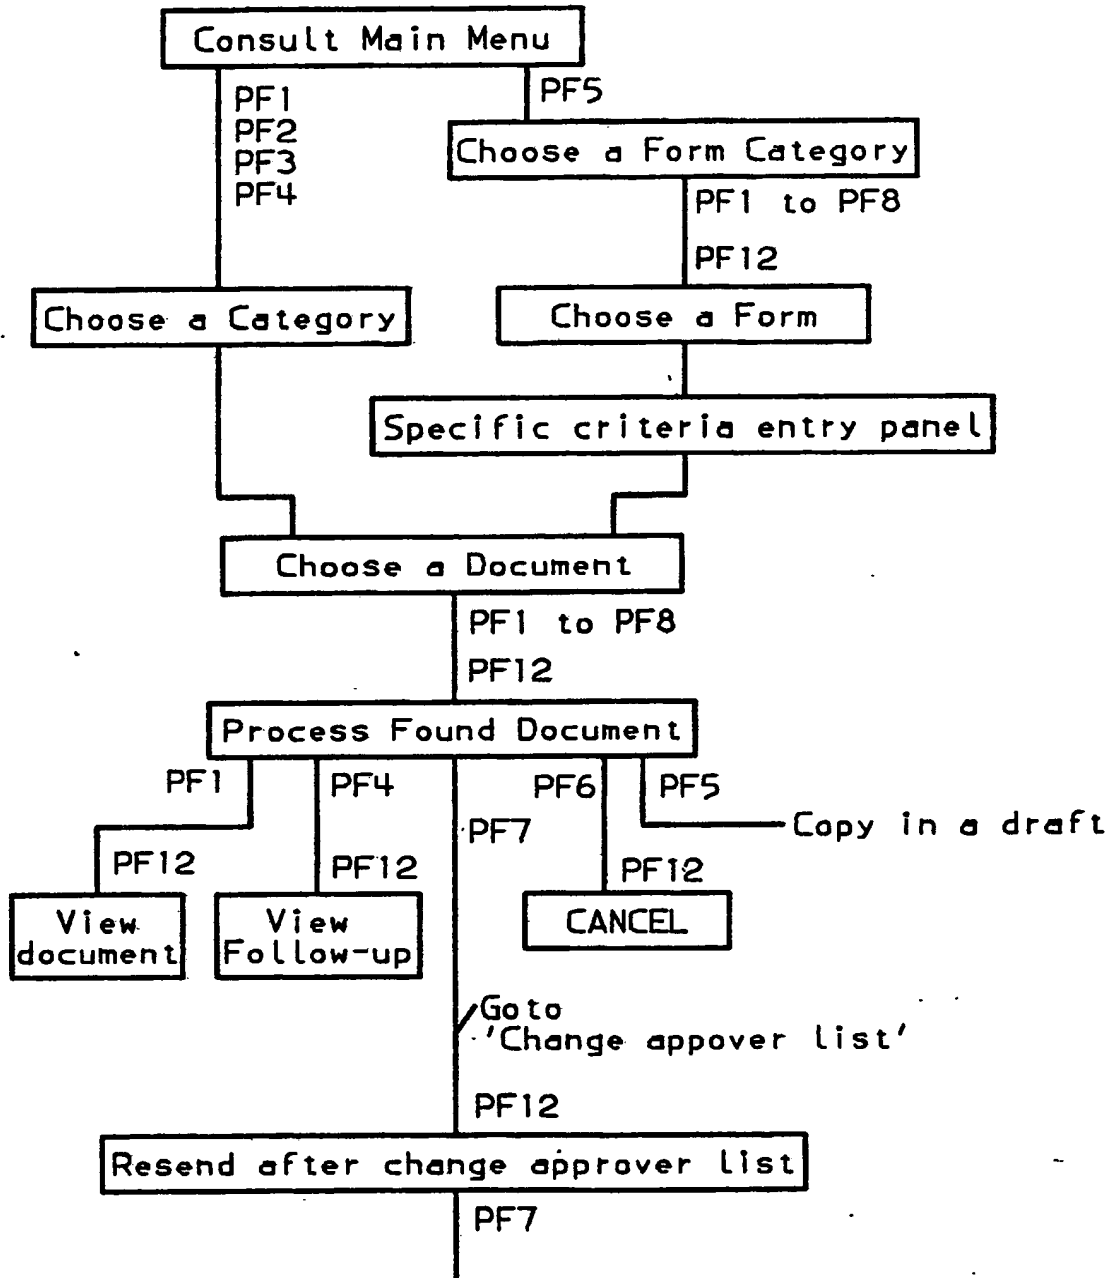 Consult Main Menu
PF1
PF2
PF3
PF4
PF5
Choose a Form Category
PF1 to PF8
PF12
Choose a Category
Choose a Form
Specific criteria entry panel
Choose a Document
PF1 to PF8
PF12
Process Found Document
PF1
PF4
PF7
PF6
PF5
Copy in a draft
PF12
PF12
PF12
View
document
View
Follow-up
CANCEL
Goto
'Change appover list'
PF12
Resend after change approver list
PF7